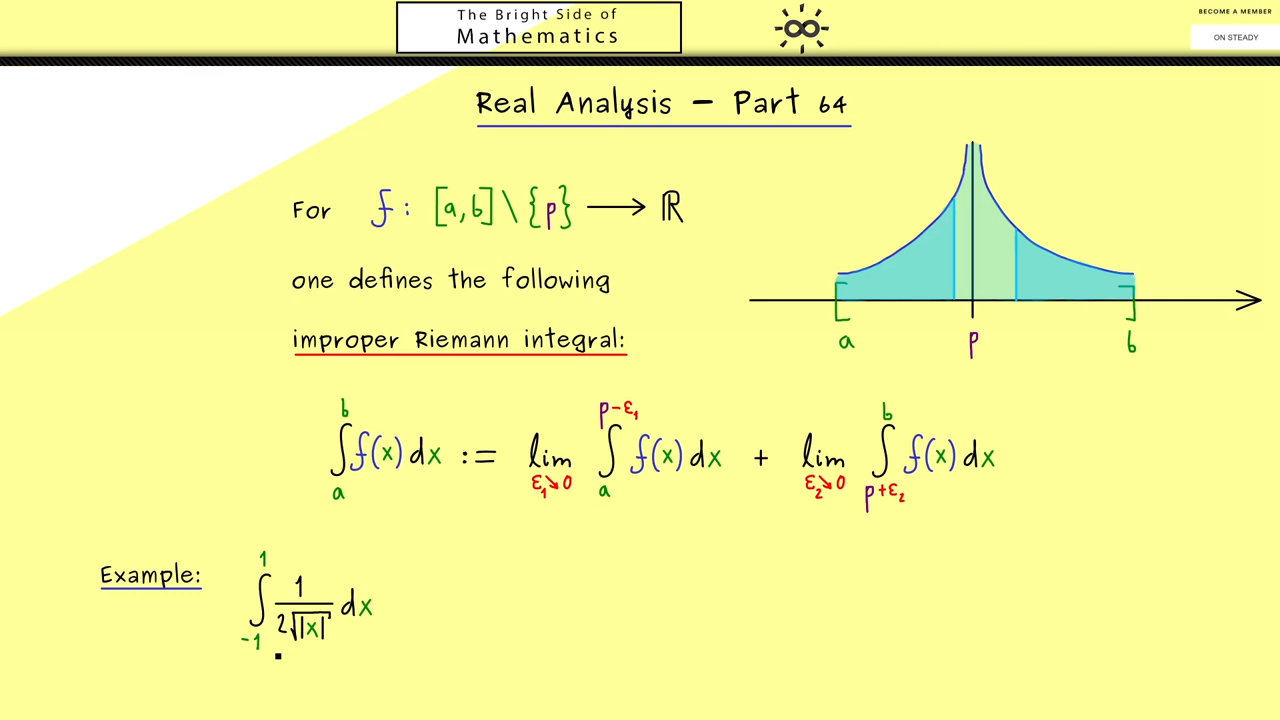 The Bright Side of
Mathematics
BECOME A MEMBER
ON STEADY
Real Analysis – Part 64
For f : [a,b] \ {p} ⟶ ℝ
one defines the following
improper Riemann integral:
a p b
∫_a^b f(x) dx := lim_{ε₁↘0} ∫_a^{p-ε₁} f(x) dx + lim_{ε₂↘0} ∫_{p+ε₂}^b f(x) dx
Example: ∫_{-1}^1 1/(2√|x|) dx